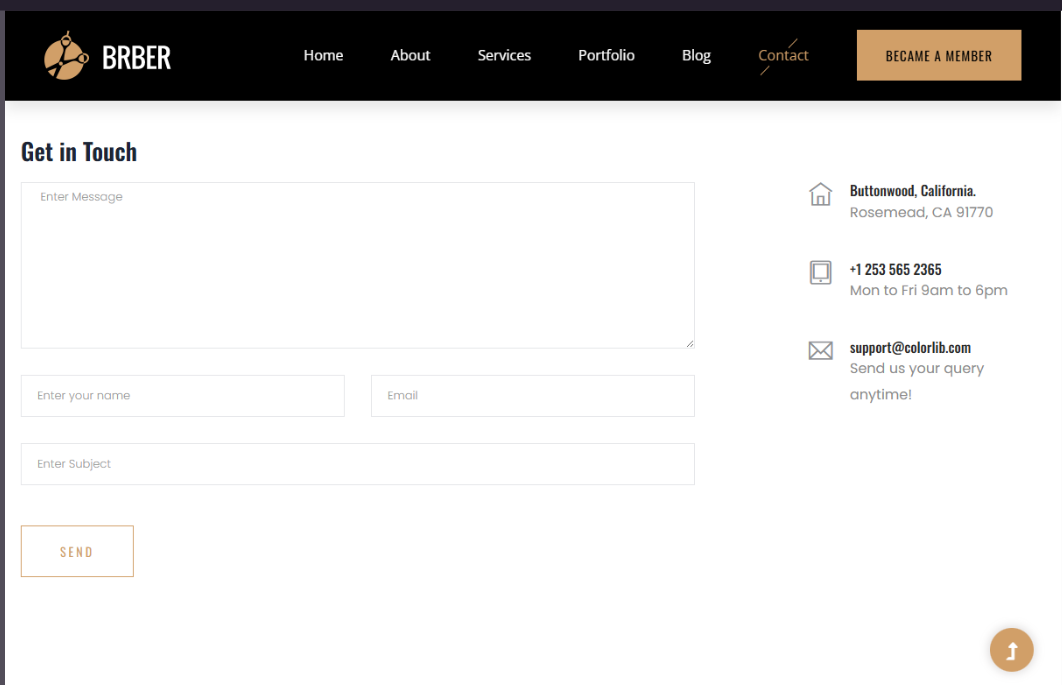 BRBER
Home About Services Portfolio Blog Contact BECAME A MEMBER
Get in Touch
Enter Message
Enter your name
Email
Enter Subject
SEND
Buttonwood, California.
Rosemead, CA 91770
+1 253 565 2365
Mon to Fri 9am to 6pm
support@colorlib.com
Send us your query
anytime!